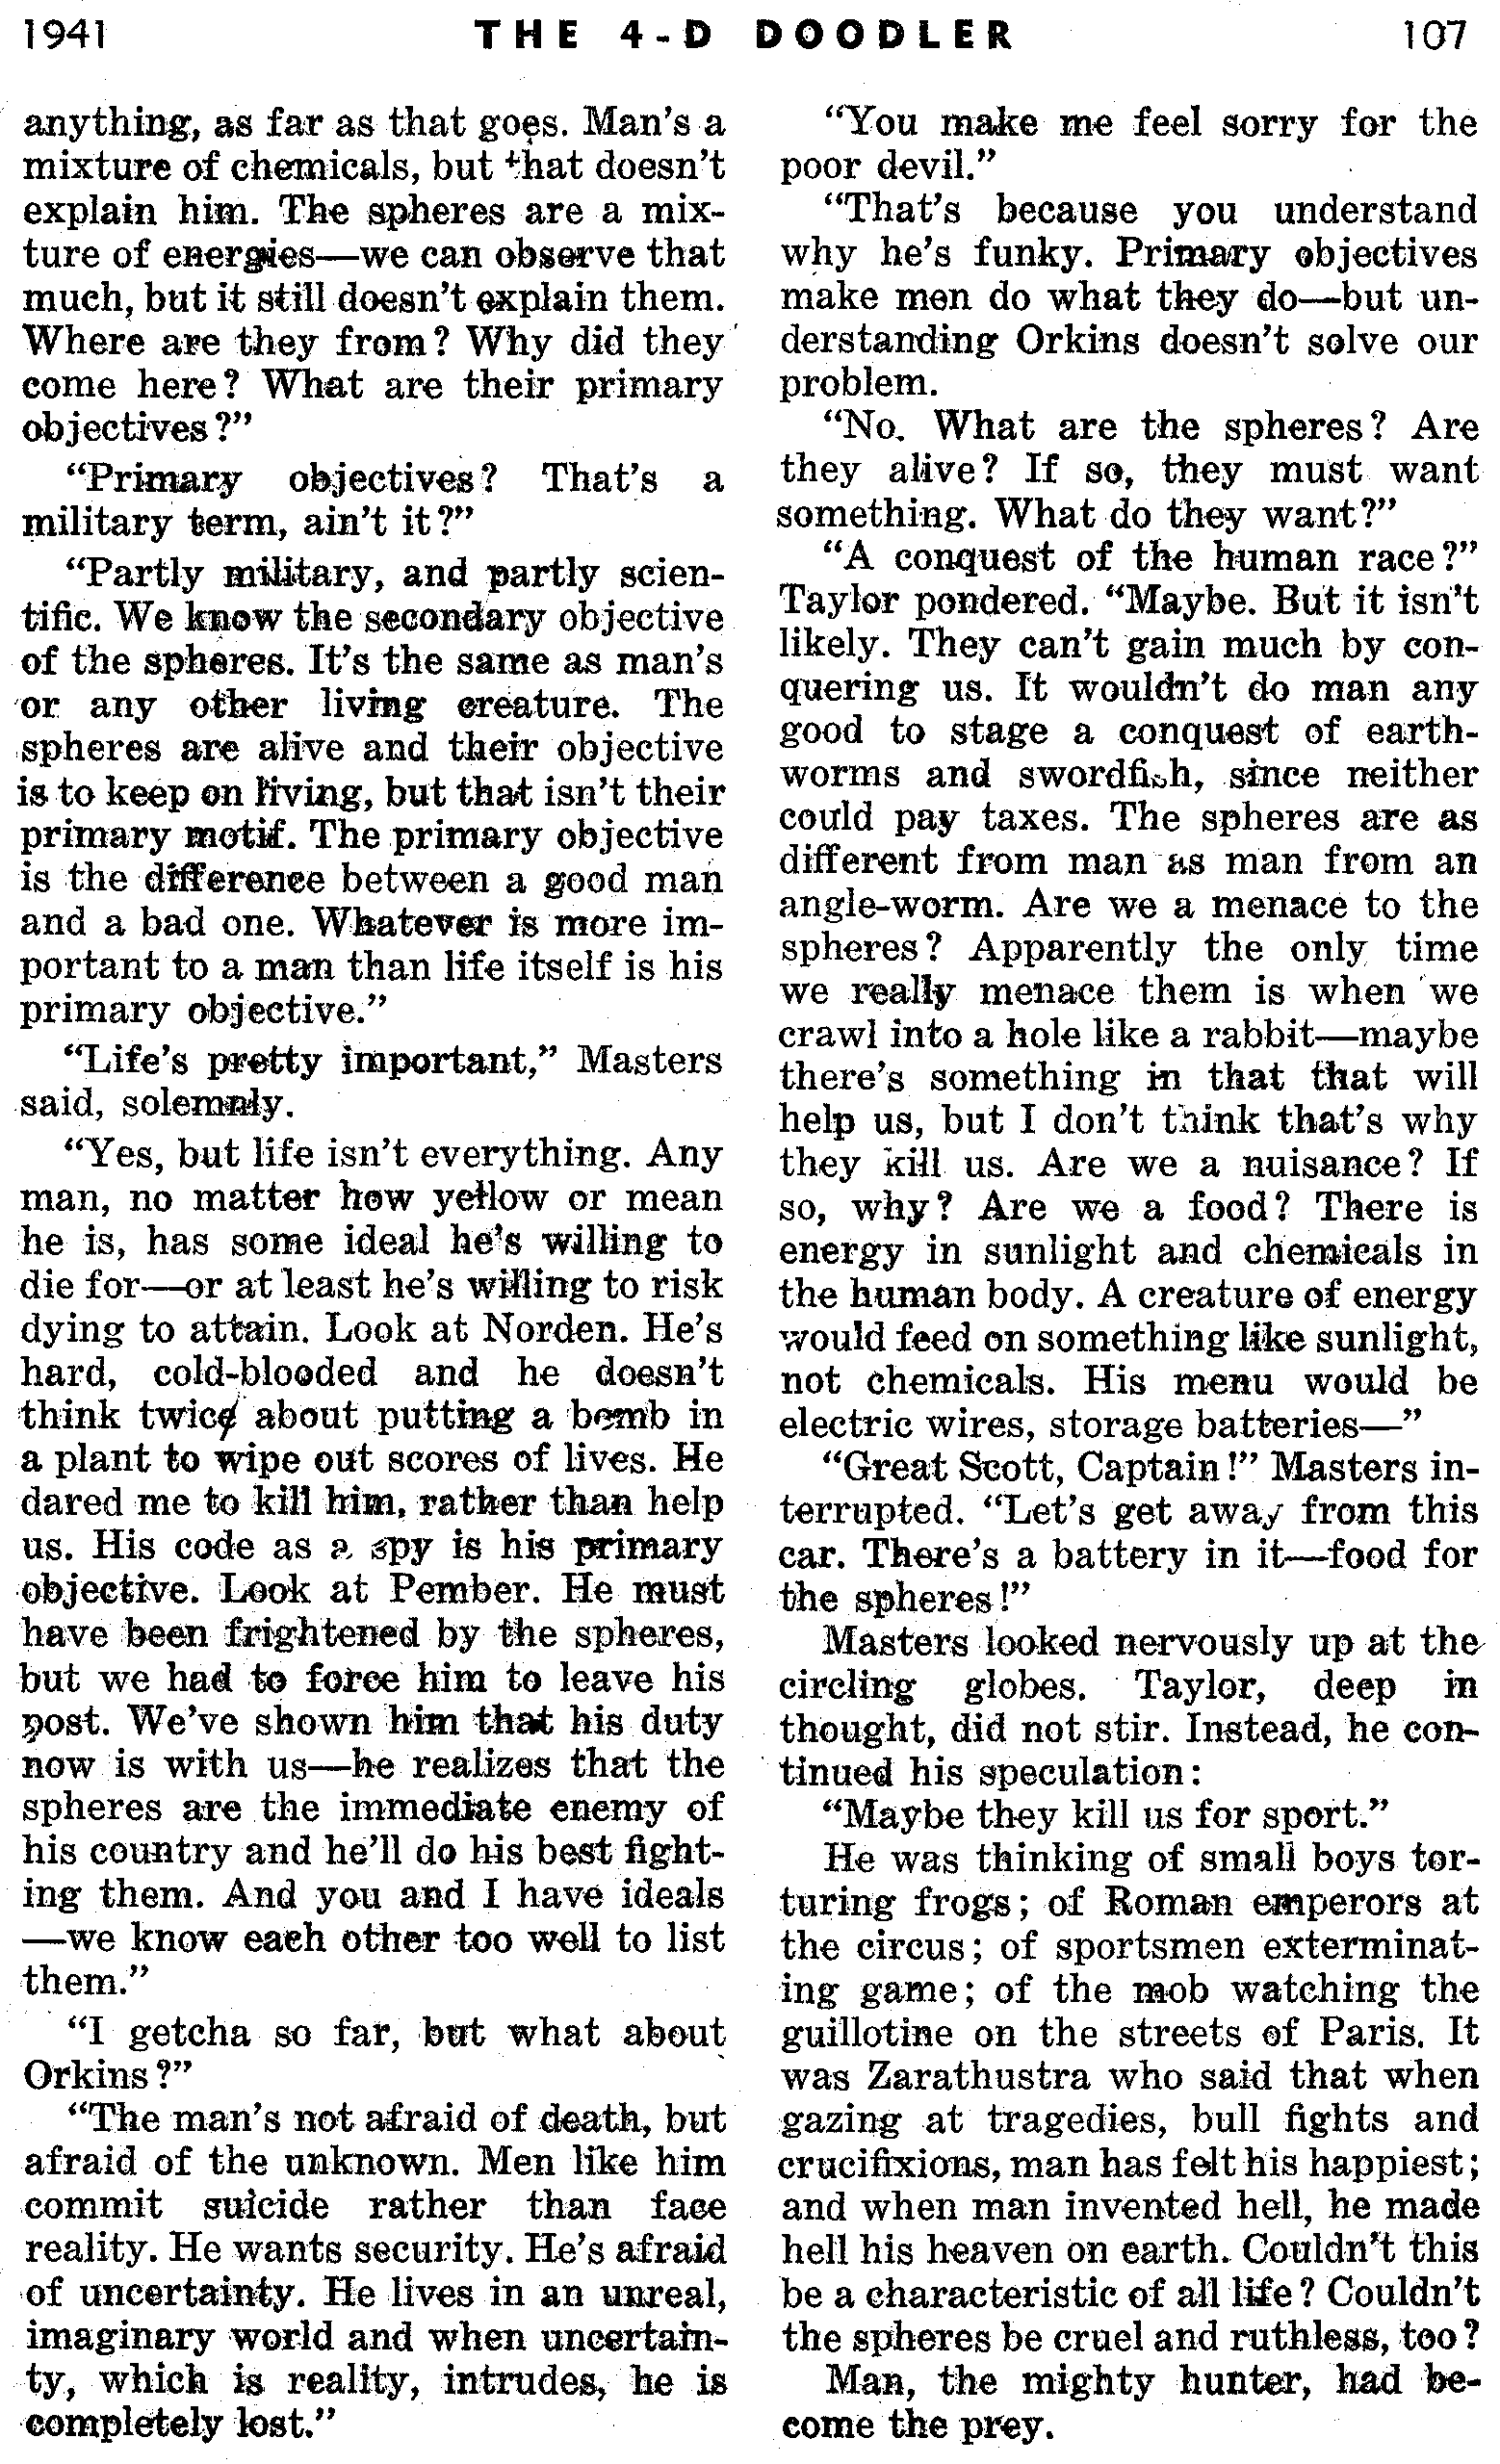 1941 THE 4-D DOODLER 107
anything, as far as that goes. Man's a
mixture of chemicals, but that doesn't
explain him. The spheres are a mix-
ture of energies—we can observe that
much, but it still doesn't explain them.
Where are they from? Why did they
come here? What are their primary
objectives?"
"Primary objectives? That's a
military term, ain't it?"
"Partly military, and partly scien-
tific. We know the secondary objective
of the spheres. It's the same as man's
or any other living creature. The
spheres are alive and their objective
is to keep on living, but that isn't their
primary motif. The primary objective
is the difference between a good man
and a bad one. Whatever is more im-
portant to a man than life itself is his
primary objective."
"Life's pretty important," Masters
said, solemnly.
"Yes, but life isn't everything. Any
man, no matter how yellow or mean
he is, has some ideal he's willing to
die for—or at least he's willing to risk
dying to attain. Look at Norden. He's
hard, cold-blooded and he doesn't
think twice about putting a bomb in
a plant to wipe out scores of lives. He
dared me to kill him, rather than help
us. His code as a spy is his primary
objective. Look at Pember. He must
have been frightened by the spheres,
but we had to force him to leave his
post. We've shown him that his duty
now is with us—he realizes that the
spheres are the immediate enemy of
his country and he'll do his best fight-
ing them. And you and I have ideals
—we know each other too well to list
them."
"I getcha so far, but what about
Orkins?"
"The man's not afraid of death, but
afraid of the unknown. Men like him
commit suicide rather than face
reality. He wants security. He's afraid
of uncertainty. He lives in an unreal,
imaginary world and when uncertain-
ty, which is reality, intrudes, he is
completely lost."
"You make me feel sorry for the
poor devil."
"That's because you understand
why he's funky. Primary objectives
make men do what they do—but un-
derstanding Orkins doesn't solve our
problem.
"No. What are the spheres? Are
they alive? If so, they must want
something. What do they want?"
"A conquest of the human race?"
Taylor pondered. "Maybe. But it isn't
likely. They can't gain much by con-
quering us. It wouldn't do man any
good to stage a conquest of earth-
worms and swordfish, since neither
could pay taxes. The spheres are as
different from man as man from an
angle-worm. Are we a menace to the
spheres? Apparently the only time
we really menace them is when we
crawl into a hole like a rabbit—maybe
there's something in that that will
help us, but I don't think that's why
they kill us. Are we a nuisance? If
so, why? Are we a food? There is
energy in sunlight and chemicals in
the human body. A creature of energy
would feed on something like sunlight,
not chemicals. His menu would be
electric wires, storage batteries—"
"Great Scott, Captain!" Masters in-
terrupted. "Let's get away from this
car. There's a battery in it—food for
the spheres!"
Masters looked nervously up at the
circling globes. Taylor, deep in
thought, did not stir. Instead, he con-
tinued his speculation:
"Maybe they kill us for sport."
He was thinking of small boys tor-
turing frogs; of Roman emperors at
the circus; of sportsmen exterminat-
ing game; of the mob watching the
guillotine on the streets of Paris. It
was Zarathustra who said that when
gazing at tragedies, bull fights and
crucifixions, man has felt his happiest;
and when man invented hell, he made
hell his heaven on earth. Couldn't this
be a characteristic of all life? Couldn't
the spheres be cruel and ruthless, too?
Man, the mighty hunter, had be-
come the prey.